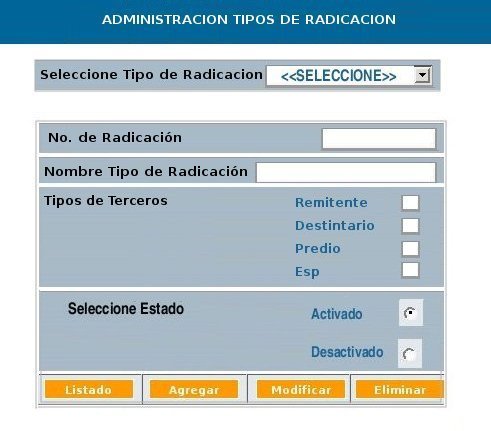 ADMINISTRACION TIPOS DE RADICACION
Seleccione Tipo de Radicacion <<SELECCIONE>>
No. de Radicación
Nombre Tipo de Radicación
Tipos de Terceros Remitente
Destintario
Predio
Esp
Seleccione Estado Activado
Desactivado
Listado Agregar Modificar Eliminar